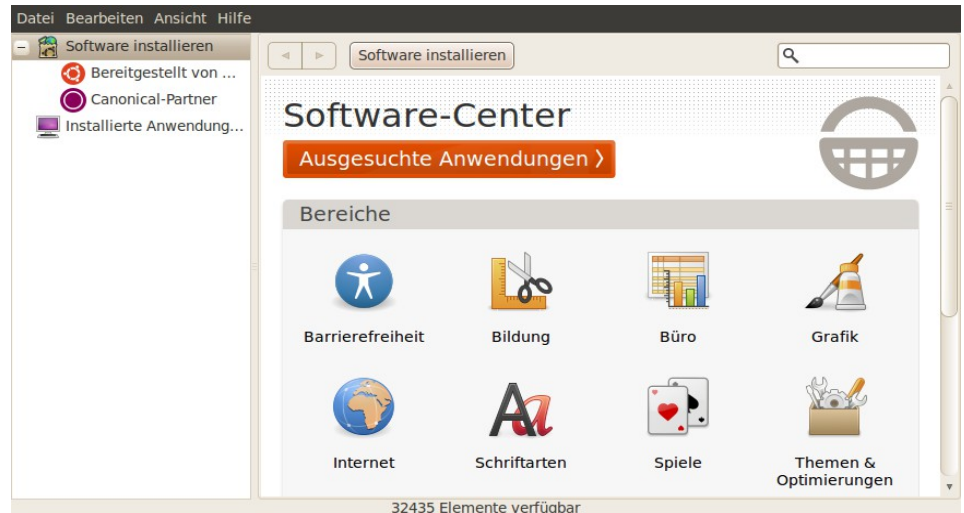 Datei Bearbeiten Ansicht Hilfe
Software installieren
Bereitgestellt von ...
Canonical-Partner
Installierte Anwendung...
Software installieren
Software-Center
Ausgesuchte Anwendungen
Bereiche
Barrierefreiheit
Bildung
Büro
Grafik
Internet
Schriftarten
Spiele
Themen &
Optimierungen
32435 Elemente verfügbar